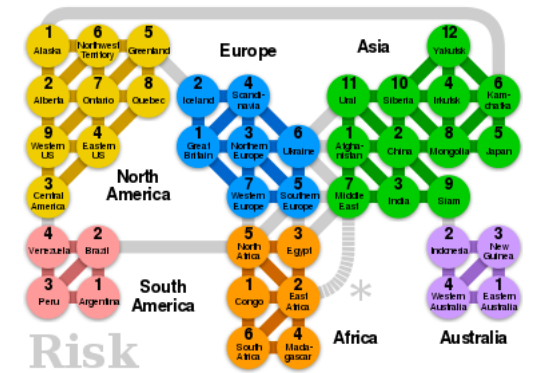 1 6 5 12
Alaska Northwest Territory Greenland Europe Asia Yakutsk
2 7 8 2 4 11 10 4 6
Alberta Ontario Quebec Iceland Scandi-navia Ural Siberia Irkutsk Kam-chatka
9 4 1 3 6 1 2 8 5
Western US Eastern US Great Britain Northern Europe Ukraine Afgha-nistan China Mongolia Japan
3 7 5 7 3 9
Central America North America Western Europe Southern Europe Middle East India Siam
4 2 5 3 2 3
Venezuela Brazil North Africa Egypt Indonesia New Guinea
3 1 1 2 4 1
Peru Argentina South America Congo East Africa * Western Australia Eastern Australia
6 4
Risk South Africa Mada-gascar Africa Australia